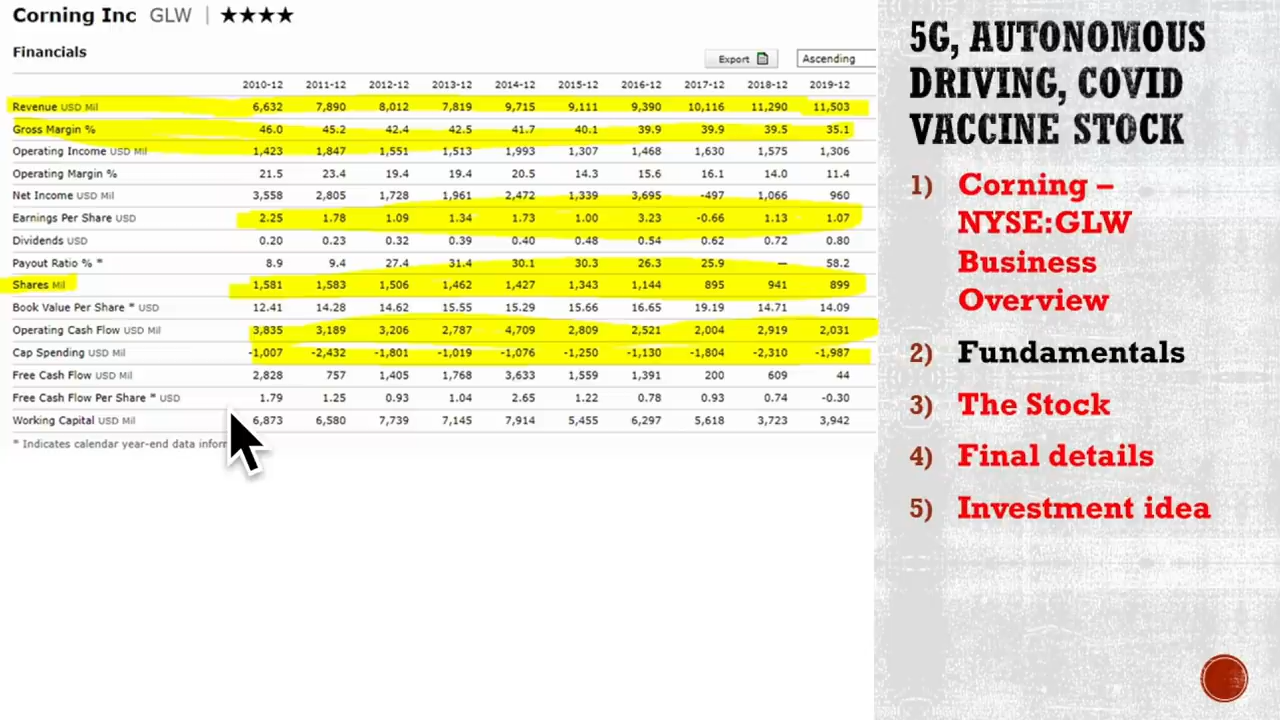 Corning Inc GLW | ★★★★
Financials
Export Ascending
2010-12 2011-12 2012-12 2013-12 2014-12 2015-12 2016-12 2017-12 2018-12 2019-12
Revenue USD Mil 6,632 7,890 8,012 7,819 9,715 9,111 9,390 10,116 11,290 11,503
Gross Margin % 46.0 45.2 42.4 42.5 41.7 40.1 39.9 39.9 39.5 35.1
Operating Income USD Mil 1,423 1,847 1,551 1,513 1,993 1,307 1,468 1,630 1,575 1,306
Operating Margin % 21.5 23.4 19.4 19.4 20.5 14.3 15.6 16.1 14.0 11.4
Net Income USD Mil 3,558 2,805 1,728 1,961 2,472 1,339 3,695 -497 1,066 960
Earnings Per Share USD 2.25 1.78 1.09 1.34 1.73 1.00 3.23 -0.66 1.13 1.07
Dividends USD 0.20 0.23 0.32 0.39 0.40 0.48 0.54 0.62 0.72 0.80
Payout Ratio % * 8.9 9.4 27.4 31.4 30.1 30.3 26.3 25.9 — 58.2
Shares Mil 1,581 1,583 1,506 1,462 1,427 1,343 1,144 895 941 899
Book Value Per Share * USD 12.41 14.28 14.62 15.55 15.29 15.66 16.65 19.19 14.71 14.09
Operating Cash Flow USD Mil 3,835 3,189 3,206 2,787 4,709 2,809 2,521 2,004 2,919 2,031
Cap Spending USD Mil -1,007 -2,432 -1,801 -1,019 -1,076 -1,250 -1,130 -1,804 -2,310 -1,987
Free Cash Flow USD Mil 2,828 757 1,405 1,768 3,633 1,559 1,391 200 609 44
Free Cash Flow Per Share * USD 1.79 1.25 0.93 1.04 2.65 1.22 0.78 0.93 0.74 -0.30
Working Capital USD Mil 6,873 6,580 7,739 7,145 7,914 5,455 6,297 5,618 3,723 3,942
* Indicates calendar year-end data
5G, AUTONOMOUS
DRIVING, COVID
VACCINE STOCK
1) Corning –
NYSE:GLW
Business
Overview
2) Fundamentals
3) The Stock
4) Final details
5) Investment idea